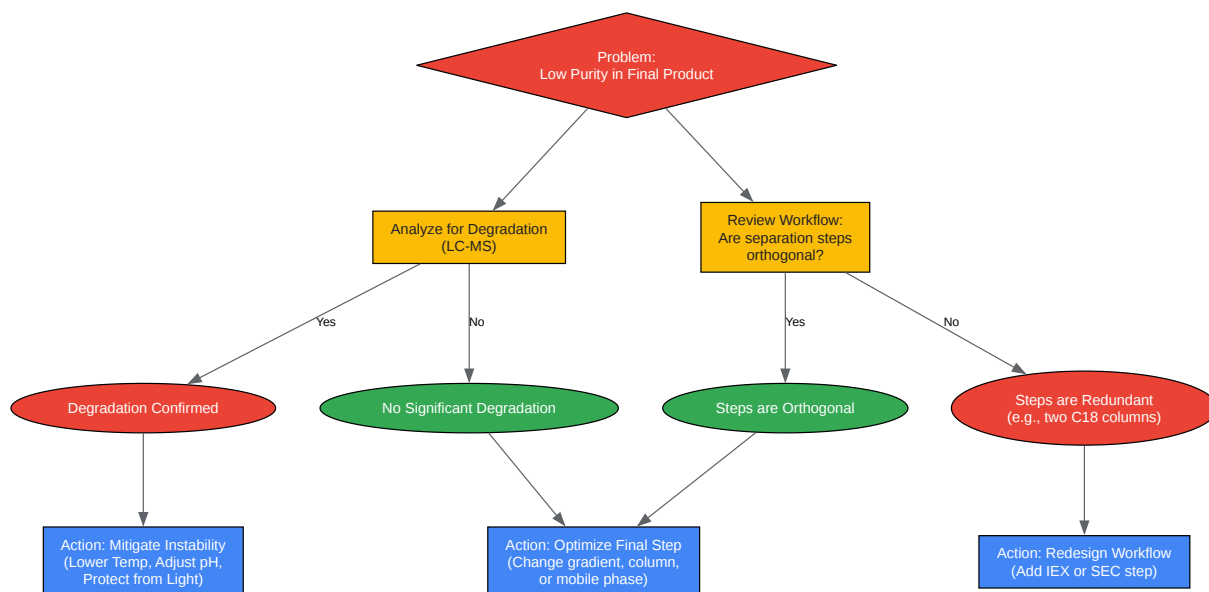 Problem:
Low Purity in Final Product
Analyze for Degradation
(LC-MS)
Review Workflow:
Are separation steps
orthogonal?
Yes
No
Yes
No
Degradation Confirmed
No Significant Degradation
Steps are Orthogonal
Steps are Redundant
(e.g., two C18 columns)
Action: Mitigate Instability
(Lower Temp, Adjust pH,
Protect from Light)
Action: Optimize Final Step
(Change gradient, column,
or mobile phase)
Action: Redesign Workflow
(Add IEX or SEC step)